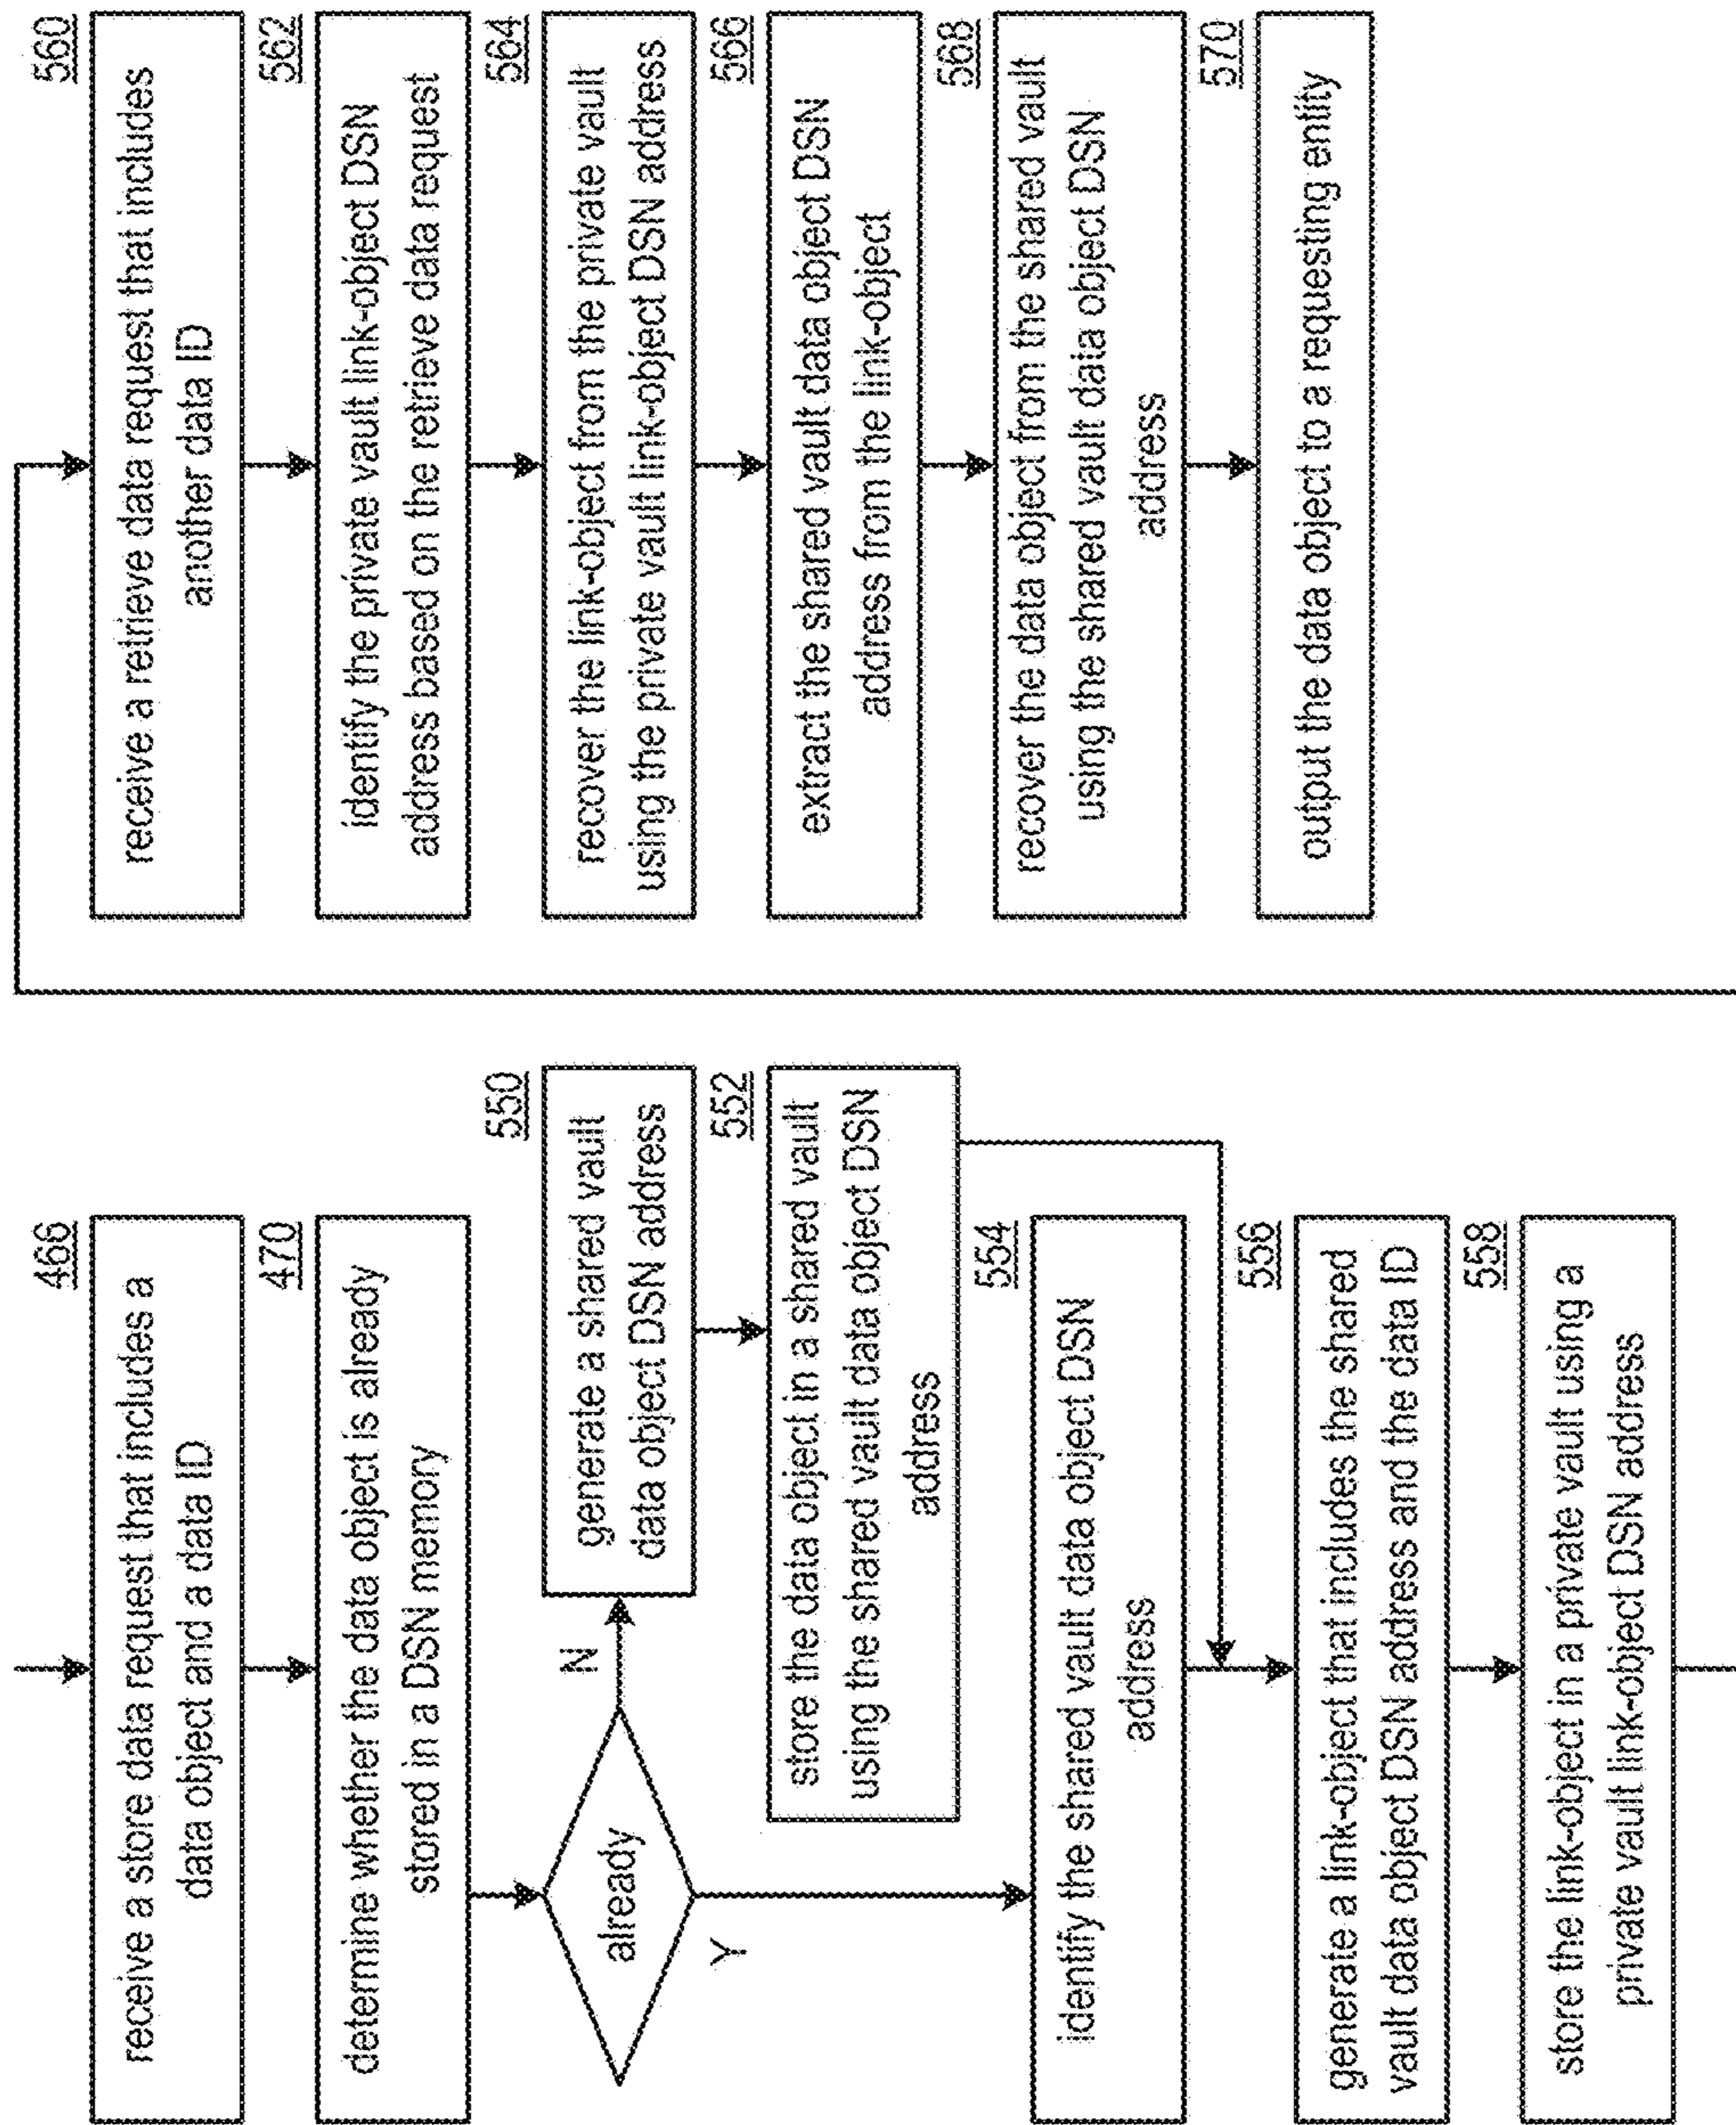 466
receive a store data request that includes a
data object and a data ID
470
determine whether the data object is already
stored in a DSN memory
already
N
Y
550
generate a shared vault
data object DSN address
552
store the data object in a shared vault
using the shared vault data object DSN
address
554
identify the shared vault data object DSN
address
556
generate a link-object that includes the shared
vault data object DSN address and the data ID
558
store the link-object in a private vault using a
private vault link-object DSN address
560
receive a retrieve data request that includes
another data ID
562
identify the private vault link-object DSN
address based on the retrieve data request
564
recover the link-object from the private vault
using the private vault link-object DSN address
566
extract the shared vault data object DSN
address from the link-object
568
recover the data object from the shared vault
using the shared vault data object DSN
address
570
output the data object to a requesting entity